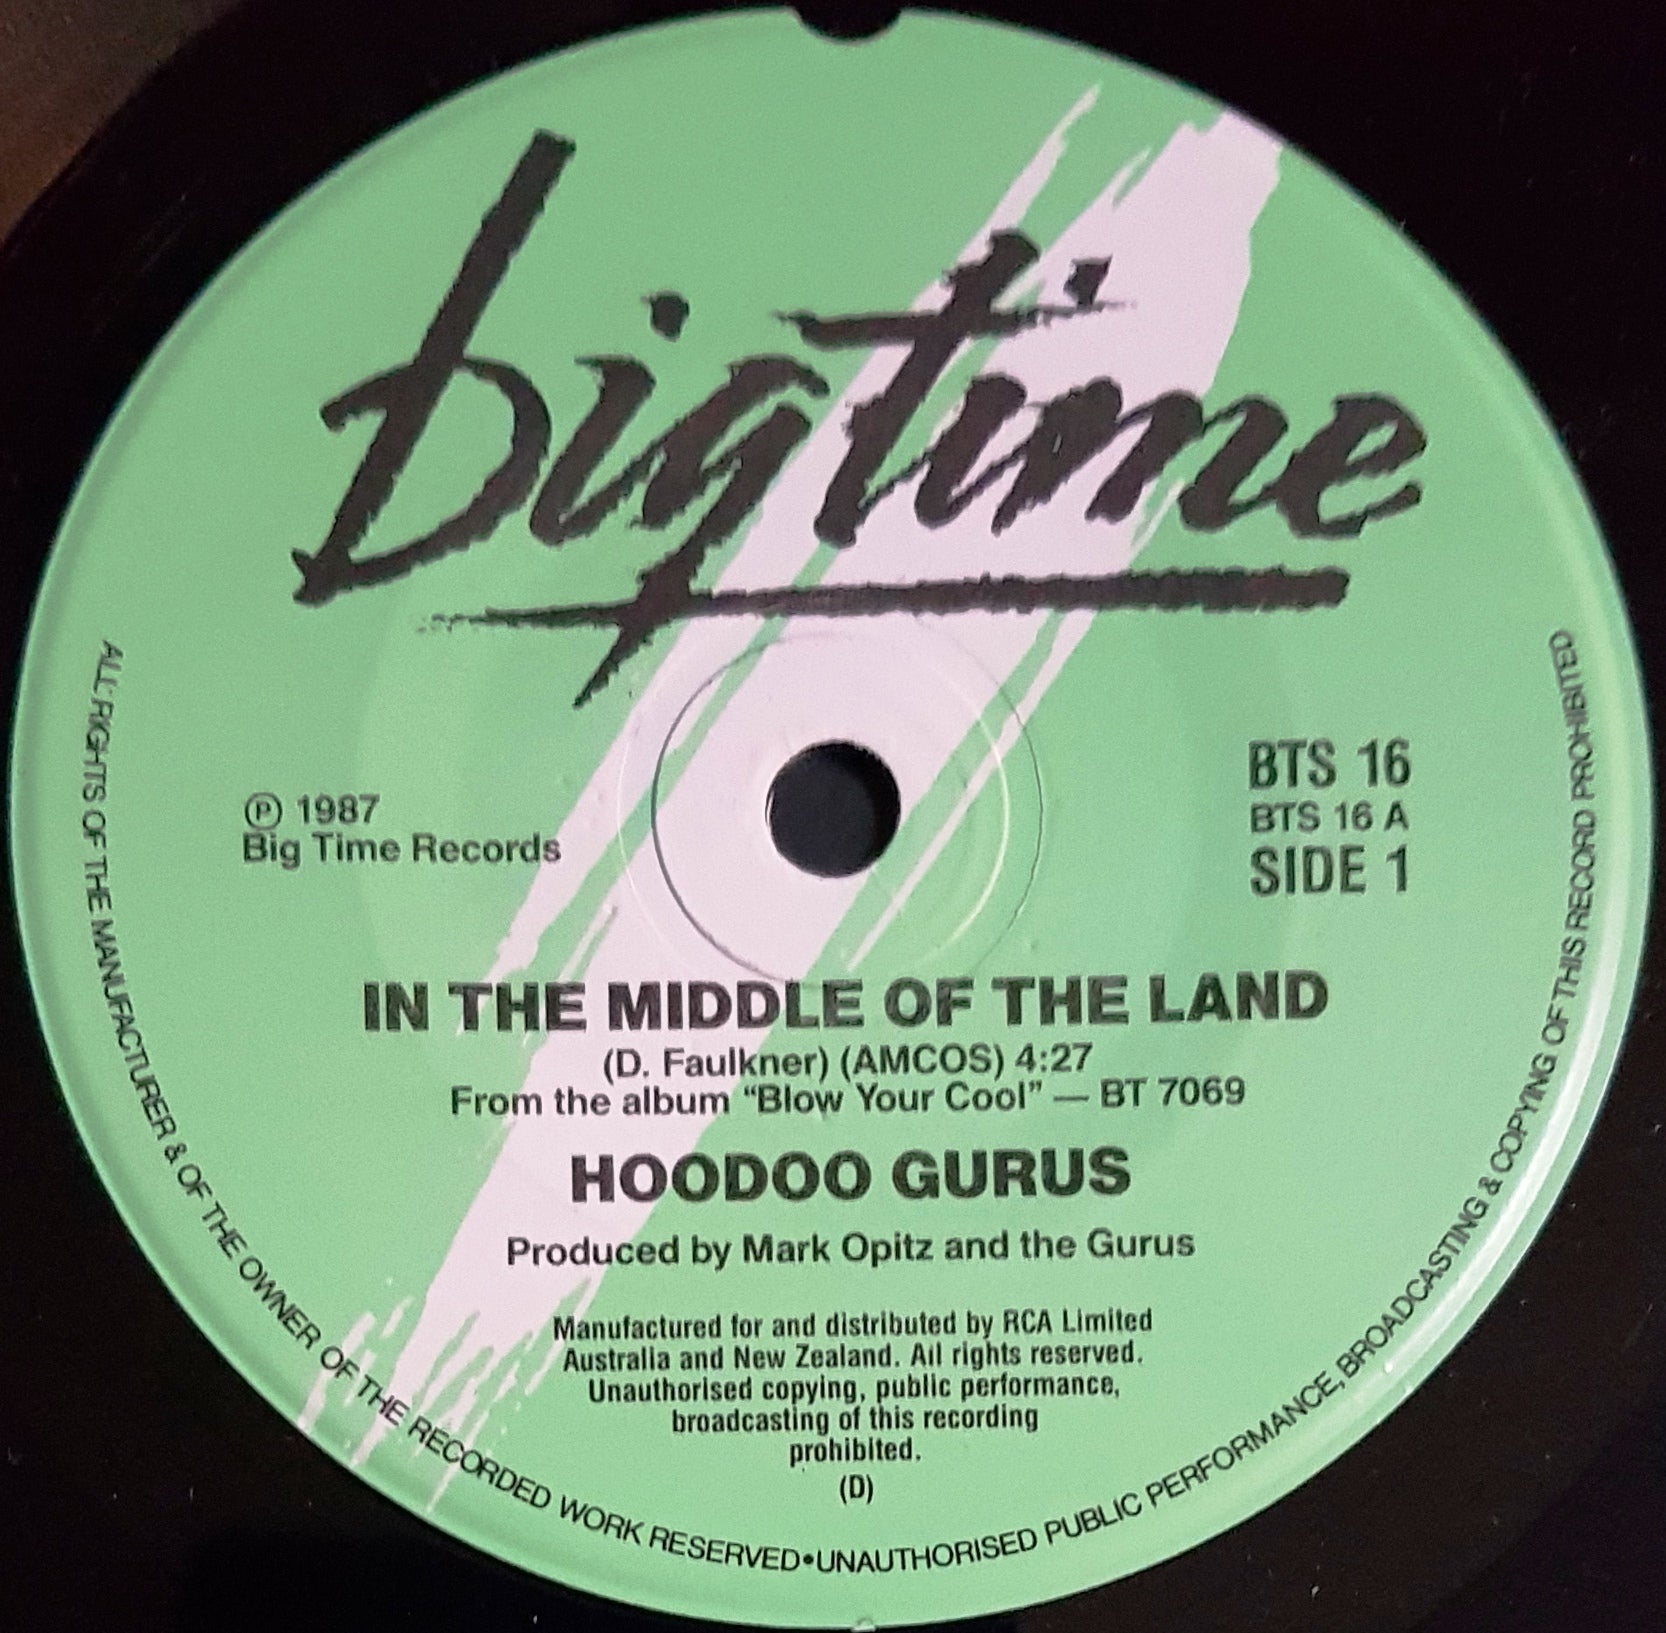 bigtime
℗ 1987
Big Time Records
BTS 16
BTS 16 A
SIDE 1
IN THE MIDDLE OF THE LAND
(D. Faulkner) (AMCOS) 4:27
From the album “Blow Your Cool” — BT 7069
HOODOO GURUS
Produced by Mark Opitz and the Gurus
Manufactured for and distributed by RCA Limited
Australia and New Zealand. All rights reserved.
Unauthorised copying, public performance,
broadcasting of this recording
prohibited.
(D)
ALL RIGHTS OF THE MANUFACTURER & OF THE OWNER OF THE RECORDED WORK RESERVED•UNAUTHORISED PUBLIC PERFORMANCE, BROADCASTING & COPYING OF THIS RECORD PROHIBITED